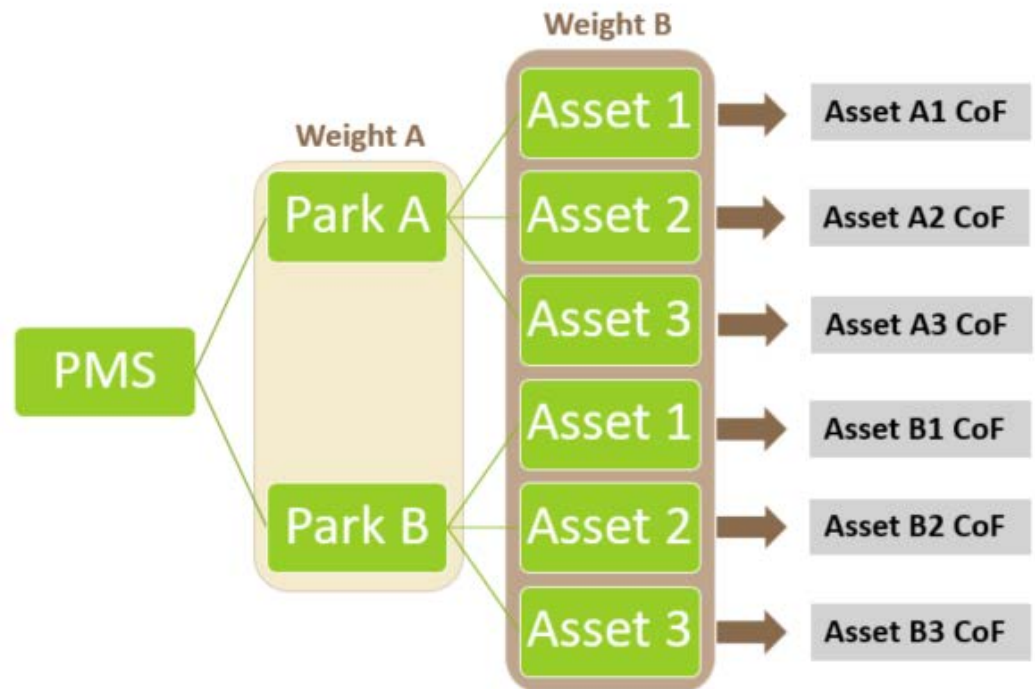 Weight B
Weight A
PMS
Park A
Park B
Asset 1
Asset 2
Asset 3
Asset 1
Asset 2
Asset 3
Asset A1 CoF
Asset A2 CoF
Asset A3 CoF
Asset B1 CoF
Asset B2 CoF
Asset B3 CoF